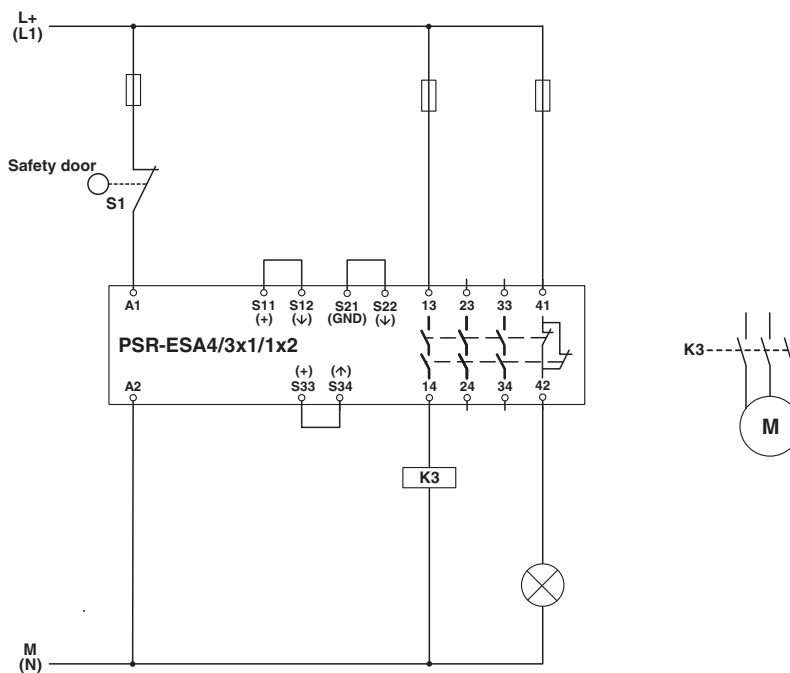 L+
(L1)
Safety door
S1
A1
S11
(+)
S12
(↓)
S21
(GND)
S22
(↓)
13
23
33
41
PSR-ESA4/3x1/1x2
A2
(+)
S33
(↑)
S34
14
24
34
42
K3
K3
M
M
(N)